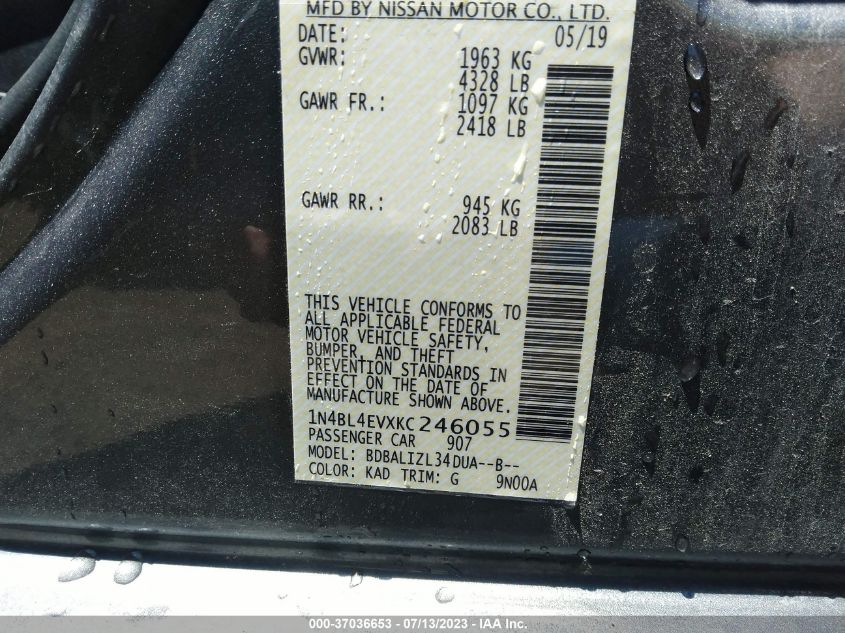 MFD BY NISSAN MOTOR CO., LTD.
DATE: 05/19
GVWR: 1963 KG
4328 LB
GAWR FR.: 1097 KG
2418 LB
GAWR RR.: 945 KG
2083 LB
THIS VEHICLE CONFORMS TO
ALL APPLICABLE FEDERAL
MOTOR VEHICLE SAFETY,
BUMPER, AND THEFT
PREVENTION STANDARDS IN
EFFECT ON THE DATE OF
MANUFACTURE SHOWN ABOVE.
1N4BL4EVXKC246055
PASSENGER CAR 907
MODEL: BDBALIZL34DUA--B--
COLOR: KAD TRIM: G 9N00A
000-37036653 - 07/13/2023 - IAA Inc.